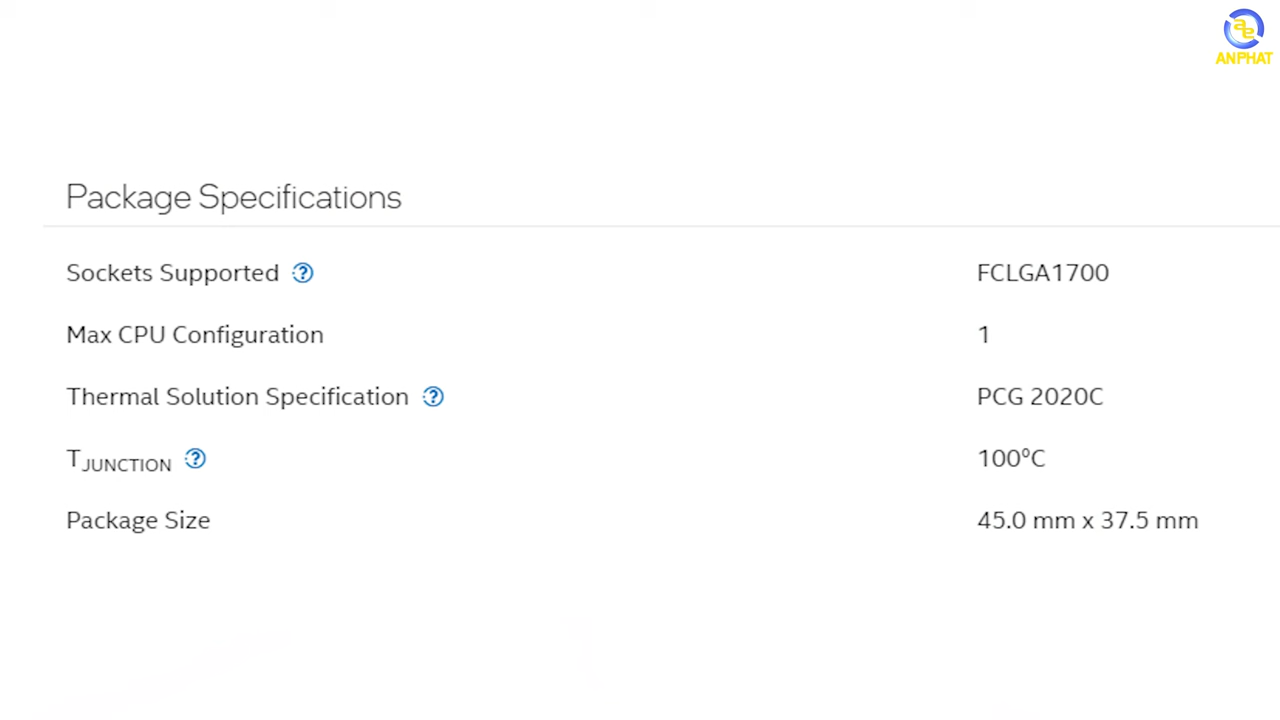 ae
ANPHAT
Package Specifications
Sockets Supported ? FCLGA1700
Max CPU Configuration 1
Thermal Solution Specification ? PCG 2020C
TJUNCTION ? 100°C
Package Size 45.0 mm x 37.5 mm